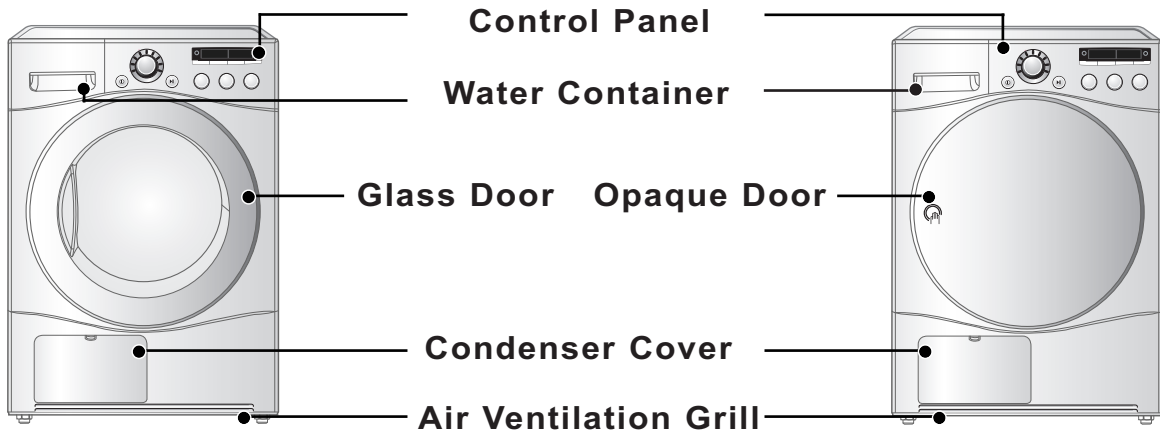 Control Panel
Water Container
Glass Door
Opaque Door
Condenser Cover
Air Ventilation Grill